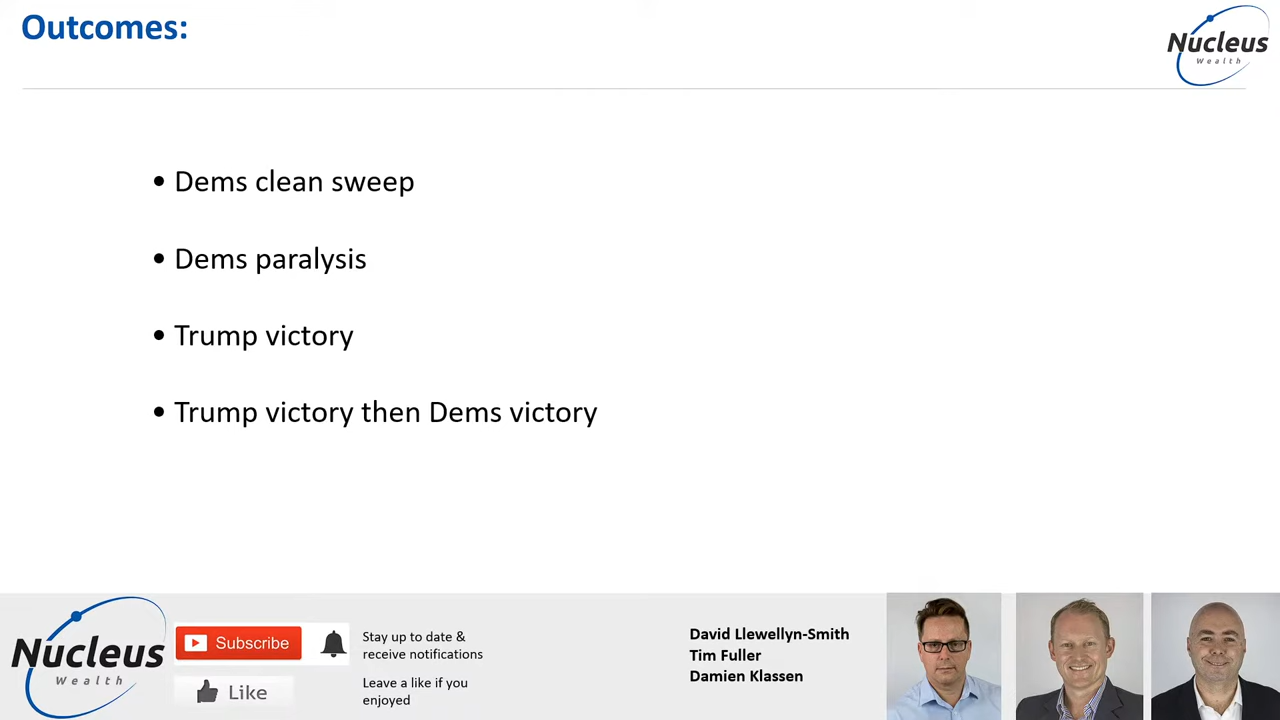 Outcomes:
Nucleus
Wealth
• Dems clean sweep
• Dems paralysis
• Trump victory
• Trump victory then Dems victory
Nucleus
Wealth
Subscribe
Like
Stay up to date &
receive notifications
Leave a like if you
enjoyed
David Llewellyn-Smith
Tim Fuller
Damien Klassen